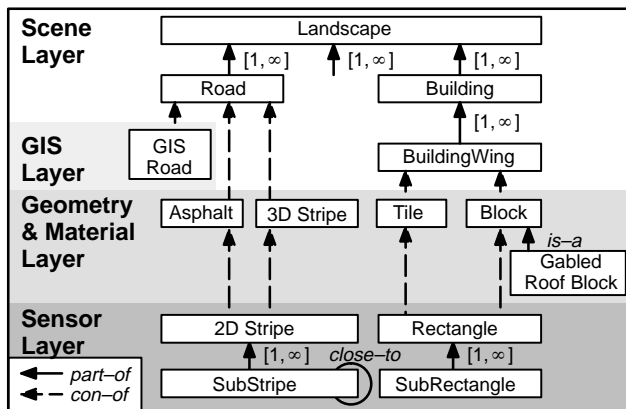 Scene
Layer
Landscape
[1, ∞]
[1, ∞]
[1, ∞]
Road
Building
[1, ∞]
GIS
Layer
GIS
Road
BuildingWing
Geometry
& Material
Layer
Asphalt
3D Stripe
Tile
Block
is–a
Gabled
Roof Block
Sensor
Layer
2D Stripe
Rectangle
[1, ∞]
close–to
[1, ∞]
SubStripe
SubRectangle
part–of
con–of